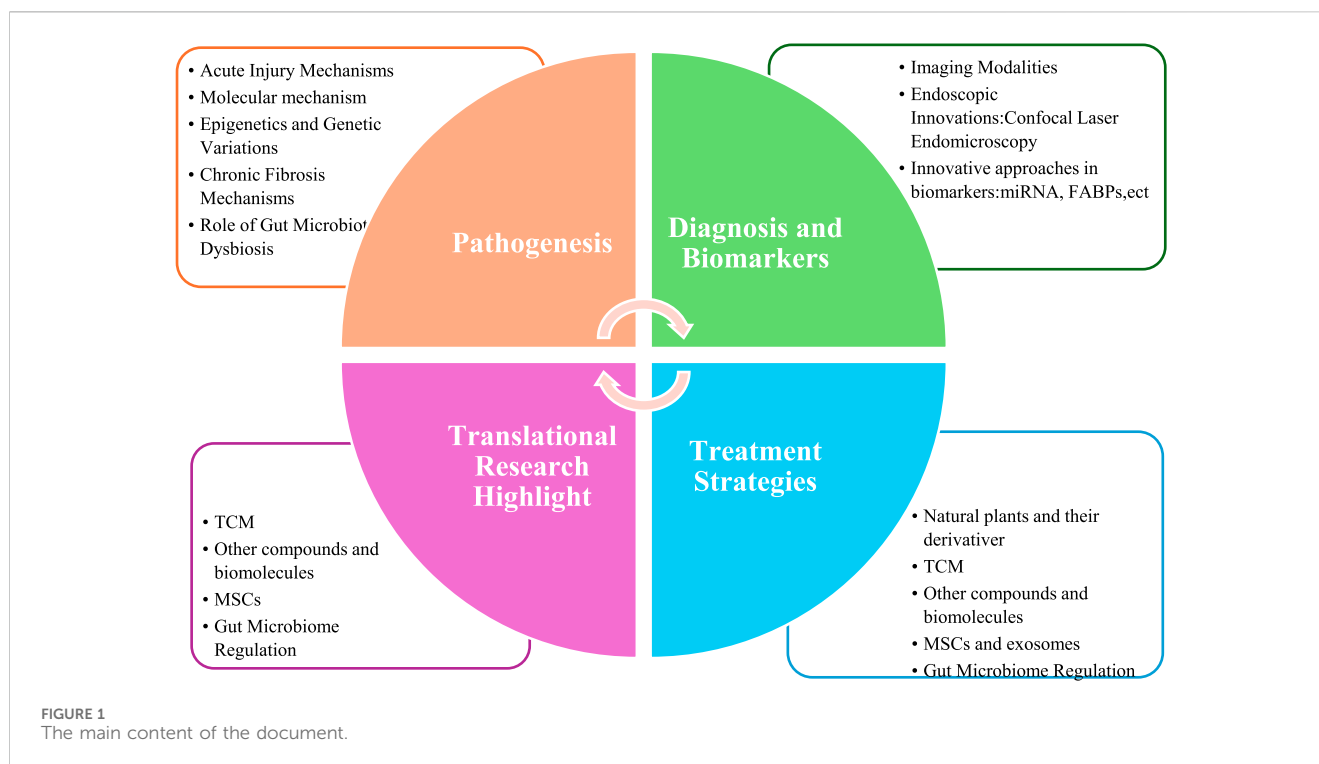 • Acute Injury Mechanisms
• Molecular mechanism
• Epigenetics and Genetic
Variations
• Chronic Fibrosis
Mechanisms
• Role of Gut Microbiot
Dysbiosis
Pathogenesis
• Imaging Modalities
• Endoscopic
Innovations:Confocal Laser
Endomicroscopy
• Innovative approaches in
biomarkers:miRNA, FABPs,ect
Diagnosis and
Biomarkers
Translational
Research
Highlight
• TCM
• Other compounds and
biomolecules
• MSCs
• Gut Microbiome
Regulation
Treatment
Strategies
• Natural plants and their
derivativer
• TCM
• Other compounds and
biomolecules
• MSCs and exosomes
• Gut Microbiome Regulation
FIGURE 1
The main content of the document.